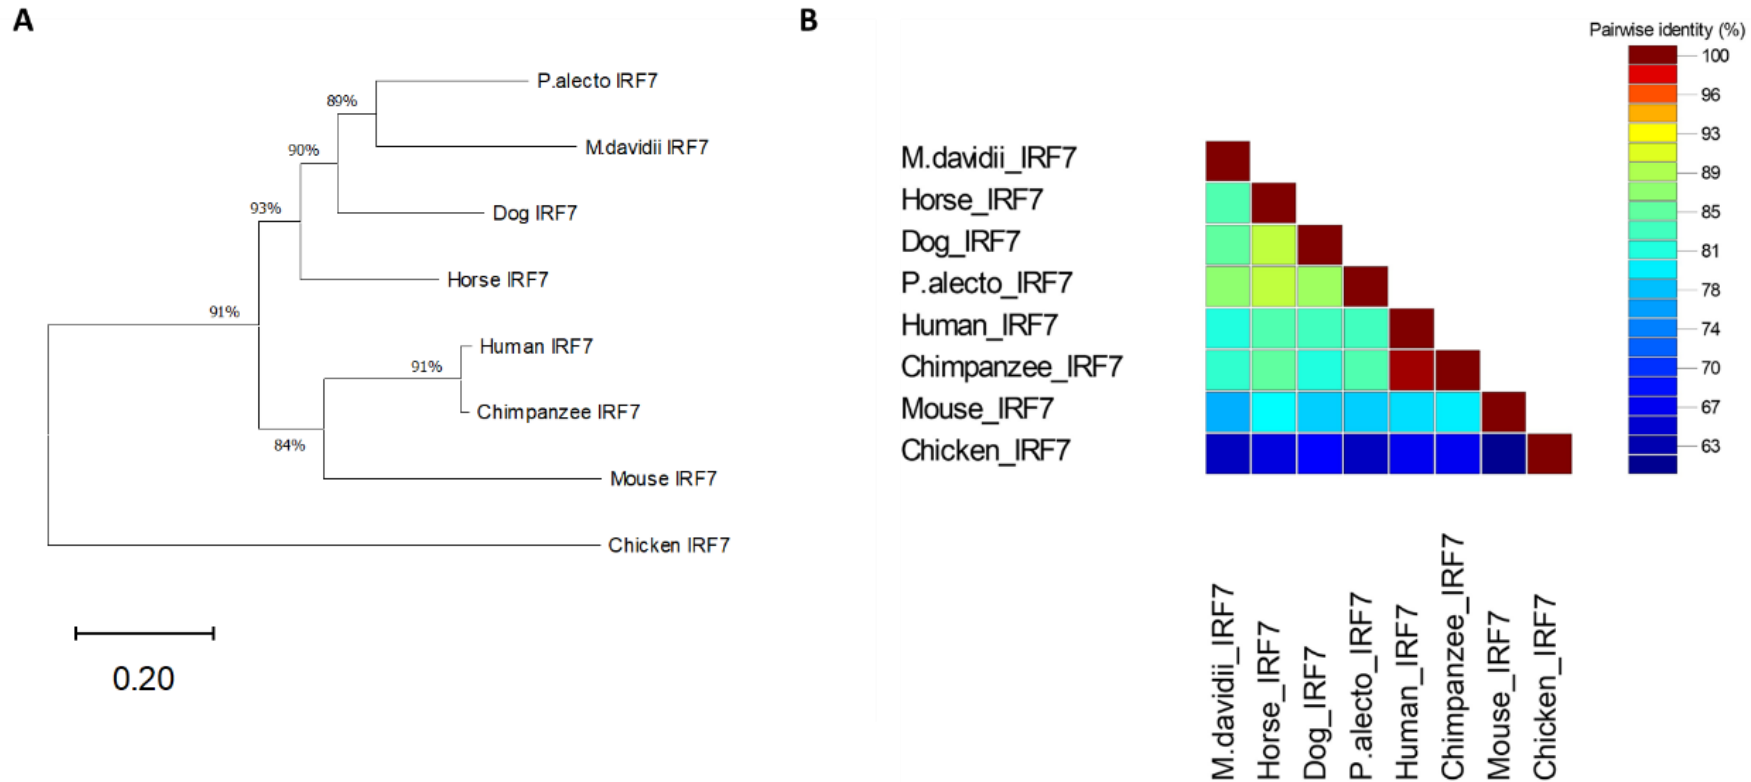 A
P.alecto IRF7
89%
M.davidii IRF7
90%
Dog IRF7
93%
Horse IRF7
91%
Human IRF7
91%
Chimpanzee IRF7
84%
Mouse IRF7
Chicken IRF7
0.20
B
Pairwise identity (%)
100
96
93
89
85
81
78
74
70
67
63
M.davidii_IRF7
Horse_IRF7
Dog_IRF7
P.alecto_IRF7
Human_IRF7
Chimpanzee_IRF7
Mouse_IRF7
Chicken_IRF7
M.davidii_IRF7
Horse_IRF7
Dog_IRF7
P.alecto_IRF7
Human_IRF7
Chimpanzee_IRF7
Mouse_IRF7
Chicken_IRF7